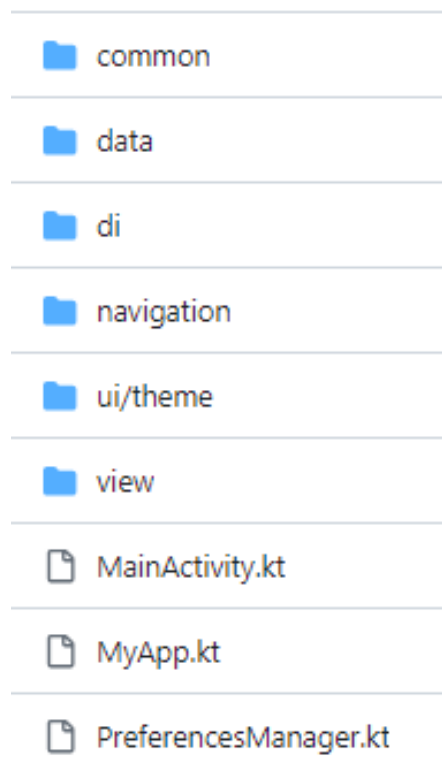 common
data
di
navigation
ui/theme
view
MainActivity.kt
MyApp.kt
PreferencesManager.kt